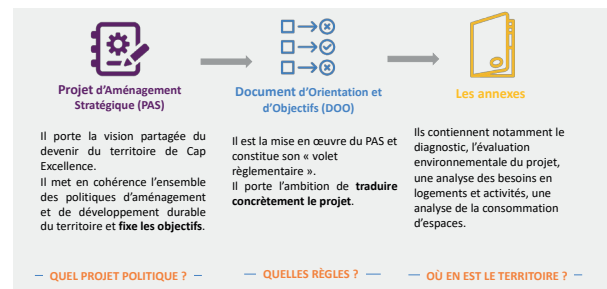 Projet d'Aménagement
Stratégique (PAS)
Il porte la vision partagée du
devenir du territoire de Cap
Excellence.
Il met en cohérence l'ensemble
des politiques d'aménagement
et de développement durable
du territoire et fixe les objectifs.
— QUEL PROJET POLITIQUE ? —
Document d'Orientation et
d'Objectifs (DOO)
Il est la mise en œuvre du PAS et
constitue son « volet
règlementaire ».
Il porte l'ambition de traduire
concrètement le projet.
— QUELLES RÈGLES ? —
Les annexes
Ils contiennent notamment le
diagnostic, l'évaluation
environnementale du projet,
une analyse des besoins en
logements et activités, une
analyse de la consommation
d'espaces.
— OÙ EN EST LE TERRITOIRE ? —